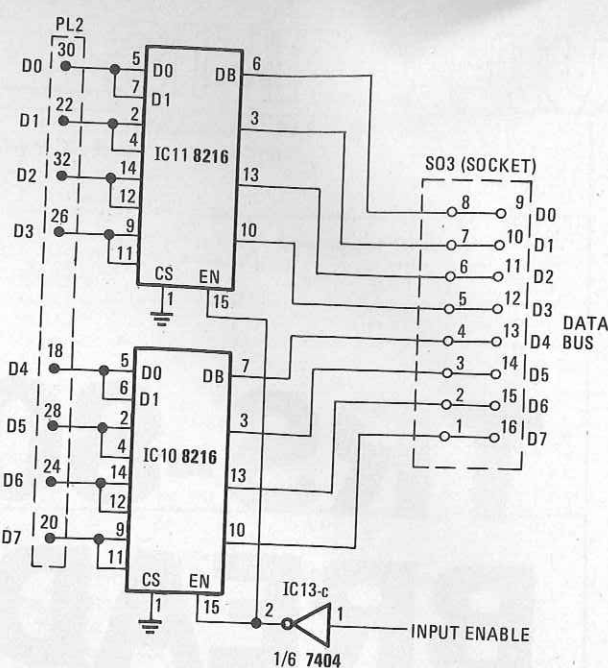 PL2
30
D0
5
D0
DB
6
7
D1
D1
22
2
3
4
IC11 8216
D2
32
14
13
12
D3
26
9
10
11
CS
EN
1
15
SO3 (SOCKET)
8
9
D0
7
10
D1
6
11
D2
5
12
D3
4
13
D4
DATA
BUS
3
14
D5
2
15
D6
1
16
D7
D4
18
5
D0
DB
7
6
D1
D5
28
2
3
4
IC10 8216
D6
24
14
13
12
D7
20
9
10
11
CS
EN
1
15
2
IC13-c
1
INPUT ENABLE
1/6 7404